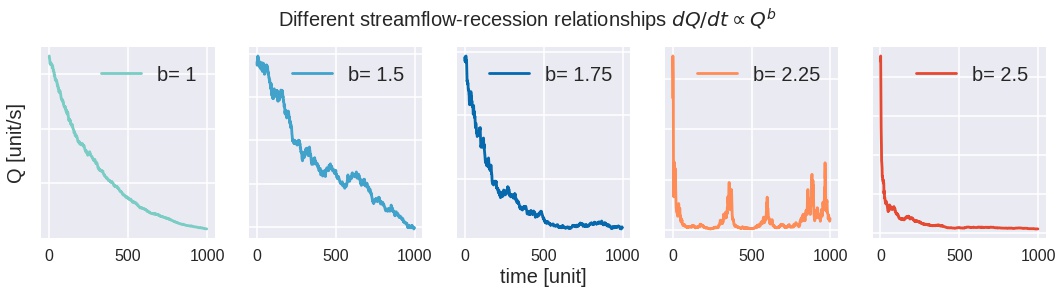 Different streamflow-recession relationships dQ/dt ∝ Q^b
Q [unit/s]
b= 1
b= 1.5
b= 1.75
b= 2.25
b= 2.5
0 500 1000 0 500 1000 0 500 1000 0 500 1000 0 500 1000
time [unit]